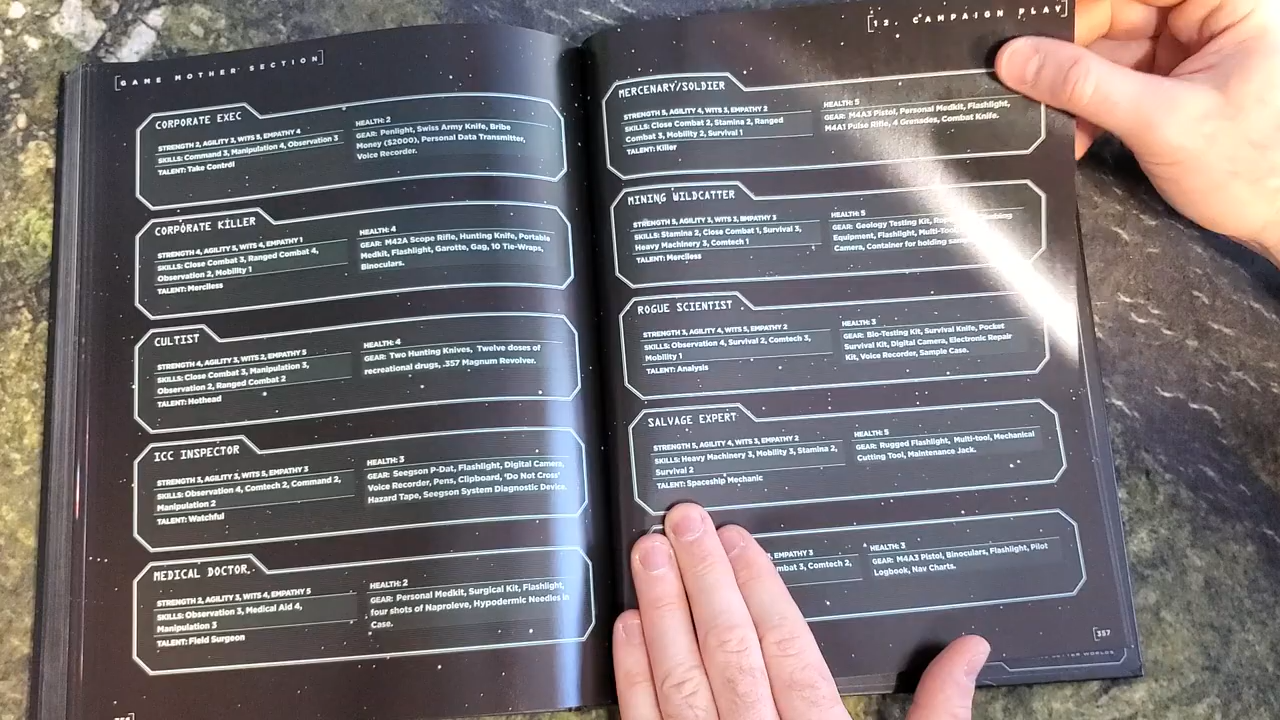 [GAME MOTHER SECTION]
CORPORATE EXEC
STRENGTH 2, AGILITY 3, WITS 5, EMPATHY 4
SKILLS: Command 3, Manipulation 4, Observation 3
TALENT: Take Control
HEALTH: 2
GEAR: Penlight, Swiss Army Knife, Bribe
Money ($2000), Personal Data Transmitter,
Voice Recorder.
CORPORATE KILLER
STRENGTH 4, AGILITY 5, WITS 4, EMPATHY 1
SKILLS: Close Combat 3, Ranged Combat 4,
Observation 2, Mobility 1
TALENT: Merciless
HEALTH: 4
GEAR: M42A Scope Rifle, Hunting Knife, Portable
Medkit, Flashlight, Garotte, Gag, 10 Tie-Wraps,
Binoculars.
CULTIST
STRENGTH 4, AGILITY 3, WITS 2, EMPATHY 5
SKILLS: Close Combat 3, Manipulation 3,
Observation 2, Ranged Combat 2
TALENT: Hothead
HEALTH: 4
GEAR: Two Hunting Knives, Twelve doses of
recreational drugs, .357 Magnum Revolver.
ICC INSPECTOR
STRENGTH 3, AGILITY 3, WITS 5, EMPATHY 3
SKILLS: Observation 4, Comtech 2, Command 2,
Manipulation 2
TALENT: Watchful
HEALTH: 3
GEAR: Seegson P-Dat, Flashlight, Digital Camera,
Voice Recorder, Pens, Clipboard, 'Do Not Cross'
Hazard Tape, Seegson System Diagnostic Device.
MEDICAL DOCTOR
STRENGTH 2, AGILITY 3, WITS 4, EMPATHY 5
SKILLS: Observation 3, Medical Aid 4,
Manipulation 3
TALENT: Field Surgeon
HEALTH: 2
GEAR: Personal Medkit, Surgical Kit, Flashlight,
four shots of Naproleve, Hypodermic Needles in
Case.
[12. CAMPAIGN PLAY]
MERCENARY/SOLDIER
STRENGTH 5, AGILITY 4, WITS 3, EMPATHY 2
SKILLS: Close Combat 2, Stamina 2, Ranged
Combat 3, Mobility 2, Survival 1
TALENT: Killer
HEALTH: 5
GEAR: M4A3 Pistol, Personal Medkit, Flashlight,
M4A1 Pulse Rifle, 4 Grenades, Combat Knife.
MINING WILDCATTER
STRENGTH 5, AGILITY 3, WITS 3, EMPATHY 3
SKILLS: Stamina 2, Close Combat 1, Survival 3,
Heavy Machinery 3, Comtech 1
TALENT: Merciless
HEALTH: 5
GEAR: Geology Testing Kit,
Equipment, Flashlight,
Camera, Container for holding
ROGUE SCIENTIST
STRENGTH 3, AGILITY 4, WITS 5, EMPATHY 2
SKILLS: Observation 4, Survival 2, Comtech 3,
Mobility 1
TALENT: Analysis
HEALTH: 3
GEAR: Bio-Testing Kit, Survival Knife, Pocket
Survival Kit, Digital Camera, Electronic Repair
Kit, Voice Recorder, Sample Case.
SALVAGE EXPERT
STRENGTH 5, AGILITY 4, WITS 3, EMPATHY 2
SKILLS: Heavy Machinery 3, Mobility 3, Stamina 2,
Survival 2
TALENT: Spaceship Mechanic
HEALTH: 5
GEAR: Rugged Flashlight, Multi-tool, Mechanical
Cutting Tool, Maintenance Jack.
EMPATHY 3
3, Comtech 2,
HEALTH: 3
GEAR: M4A3 Pistol, Binoculars, Flashlight, Pilot
Logbook, Nav Charts.
[357]